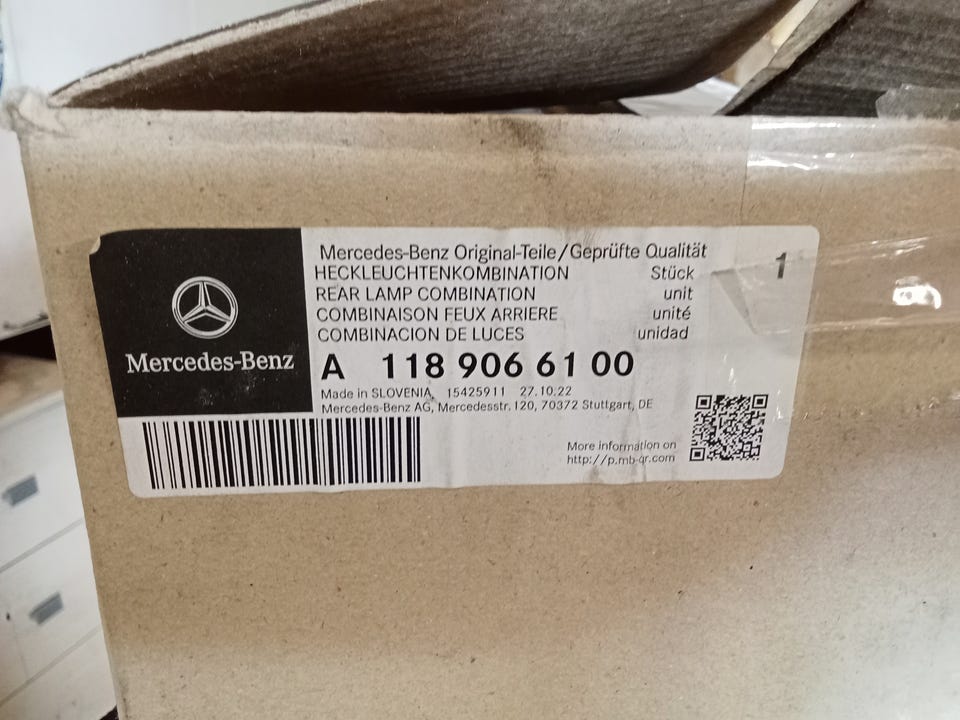 Mercedes-Benz
Mercedes-Benz Original-Teile/Geprüfte Qualität
HECKLEUCHTENKOMBINATION Stück 1
REAR LAMP COMBINATION unit
COMBINAISON FEUX ARRIERE unité
COMBINACION DE LUCES unidad
A 118 906 61 00
Made in SLOVENIA, 15425911 27.10.22
Mercedes-Benz AG, Mercedesstr. 120, 70372 Stuttgart, DE
More information on
http://p.mb-qr.com